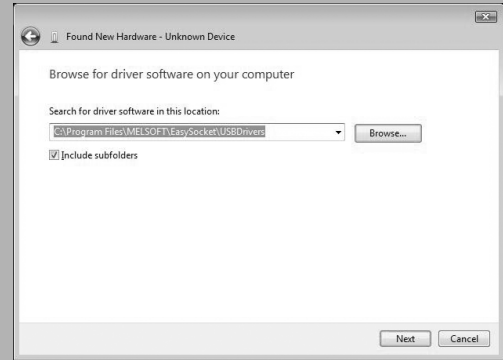 Found New Hardware - Unknown Device
Browse for driver software on your computer
Search for driver software in this location:
C:\Program Files\MELSOFT\EasySocket\USBDrivers
Browse...
Include subfolders
Next Cancel